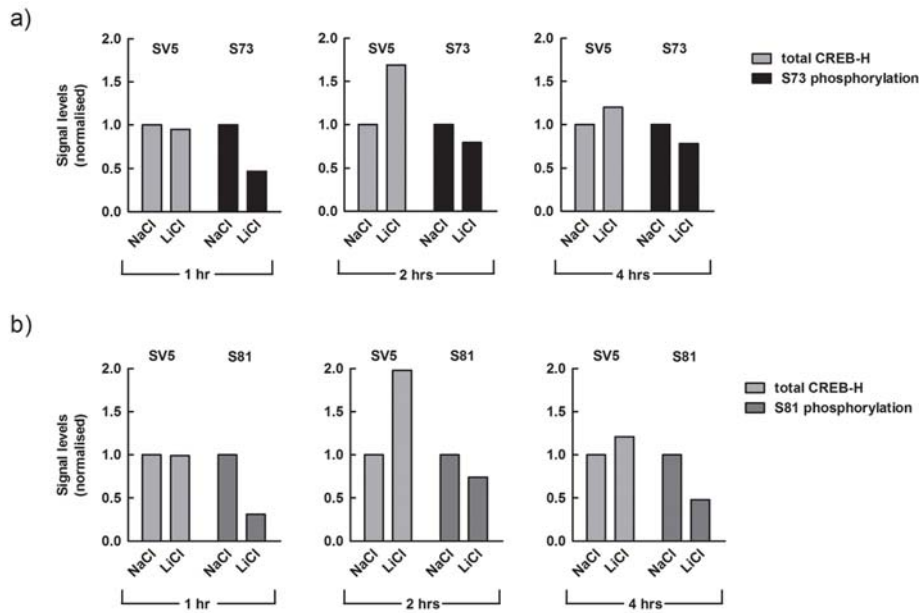 a)
SV5 S73
SV5 S73
SV5 S73
total CREB-H
S73 phosphorylation
Signal levels
(normalised)
2.0
1.5
1.0
0.5
0.0
NaCl LiCl NaCl LiCl
1 hr
2.0
1.5
1.0
0.5
0.0
NaCl LiCl NaCl LiCl
2 hrs
2.0
1.5
1.0
0.5
0.0
NaCl LiCl NaCl LiCl
4 hrs
b)
SV5 S81
SV5 S81
SV5 S81
total CREB-H
S81 phosphorylation
Signal levels
(normalised)
2.0
1.5
1.0
0.5
0.0
NaCl LiCl NaCl LiCl
1 hr
2.0
1.5
1.0
0.5
0.0
NaCl LiCl NaCl LiCl
2 hrs
2.0
1.5
1.0
0.5
0.0
NaCl LiCl NaCl LiCl
4 hrs